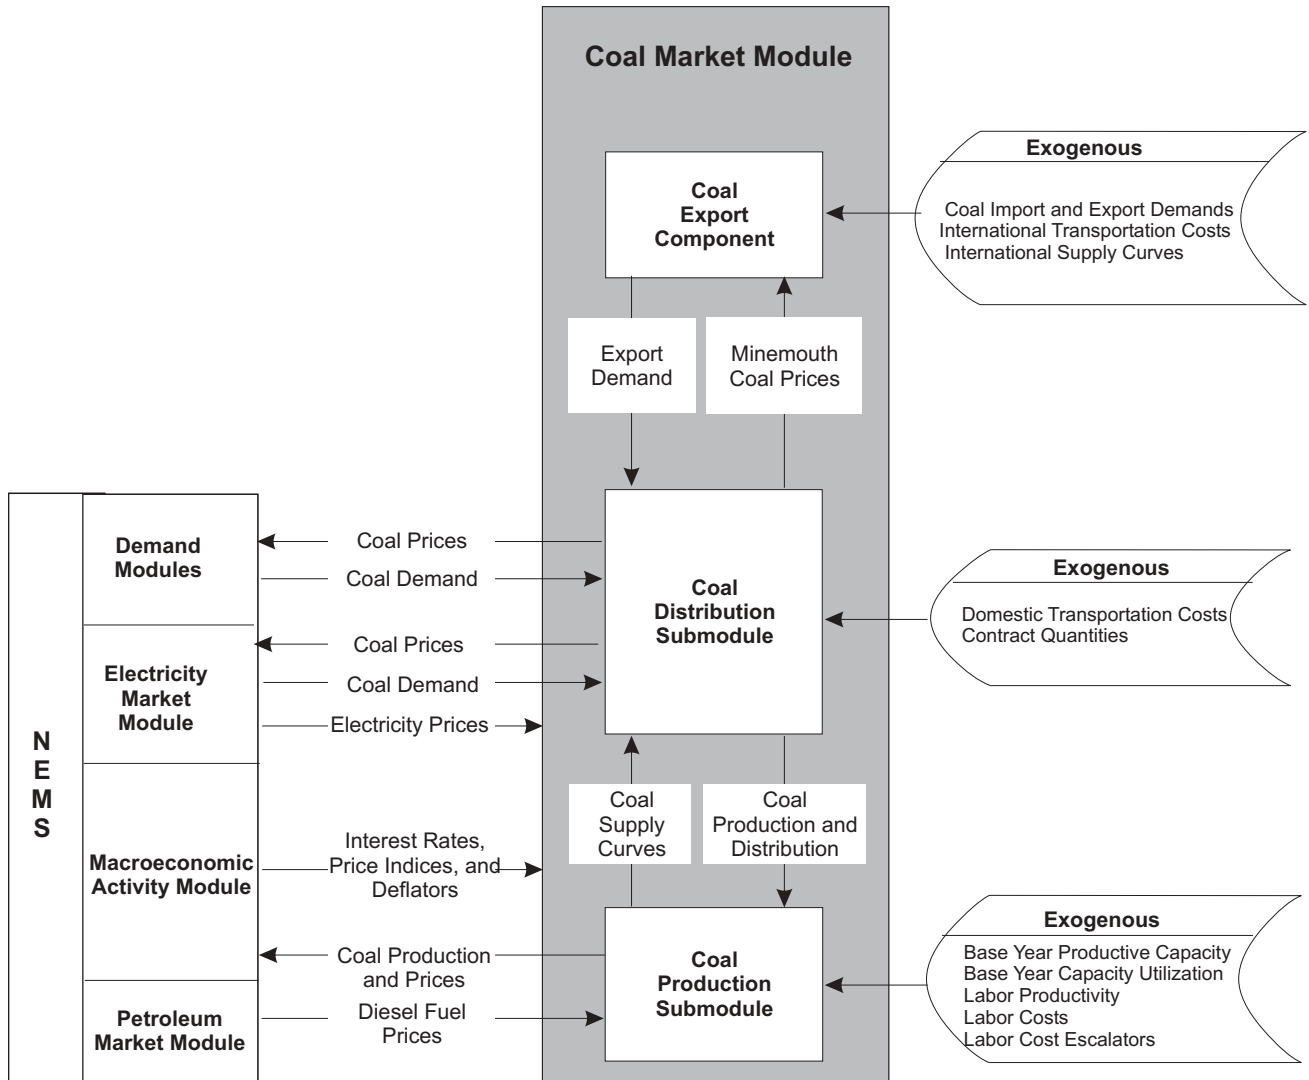 Coal Market Module
Coal
Export
Component
Exogenous
Coal Import and Export Demands
International Transportation Costs
International Supply Curves
Export
Demand
Minemouth
Coal Prices
NEMS
Demand
Modules
Coal Prices
Coal Demand
Electricity
Market
Module
Coal Prices
Coal Demand
Electricity Prices
Coal
Distribution
Submodule
Exogenous
Domestic Transportation Costs
Contract Quantities
Coal
Supply
Curves
Coal
Production and
Distribution
Macroeconomic
Activity Module
Interest Rates,
Price Indices, and
Deflators
Coal Production
and Prices
Petroleum
Market Module
Diesel Fuel
Prices
Coal
Production
Submodule
Exogenous
Base Year Productive Capacity
Base Year Capacity Utilization
Labor Productivity
Labor Costs
Labor Cost Escalators